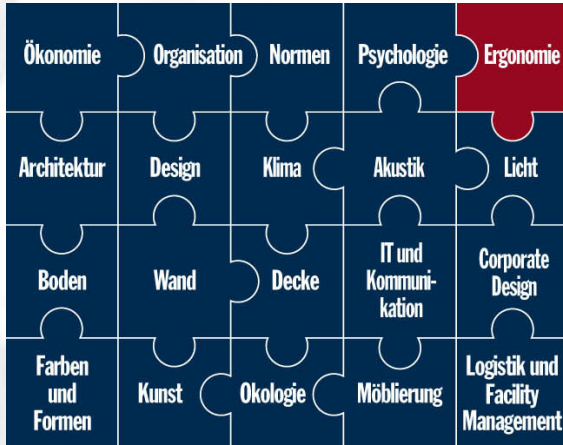 Ökonomie
Organisation
Normen
Psychologie
Ergonomie
Architektur
Design
Klima
Akustik
Licht
Boden
Wand
Decke
IT und
Kommuni-
kation
Corporate
Design
Farben
und
Formen
Kunst
Okologie
Möblierung
Logistik und
Facility
Management